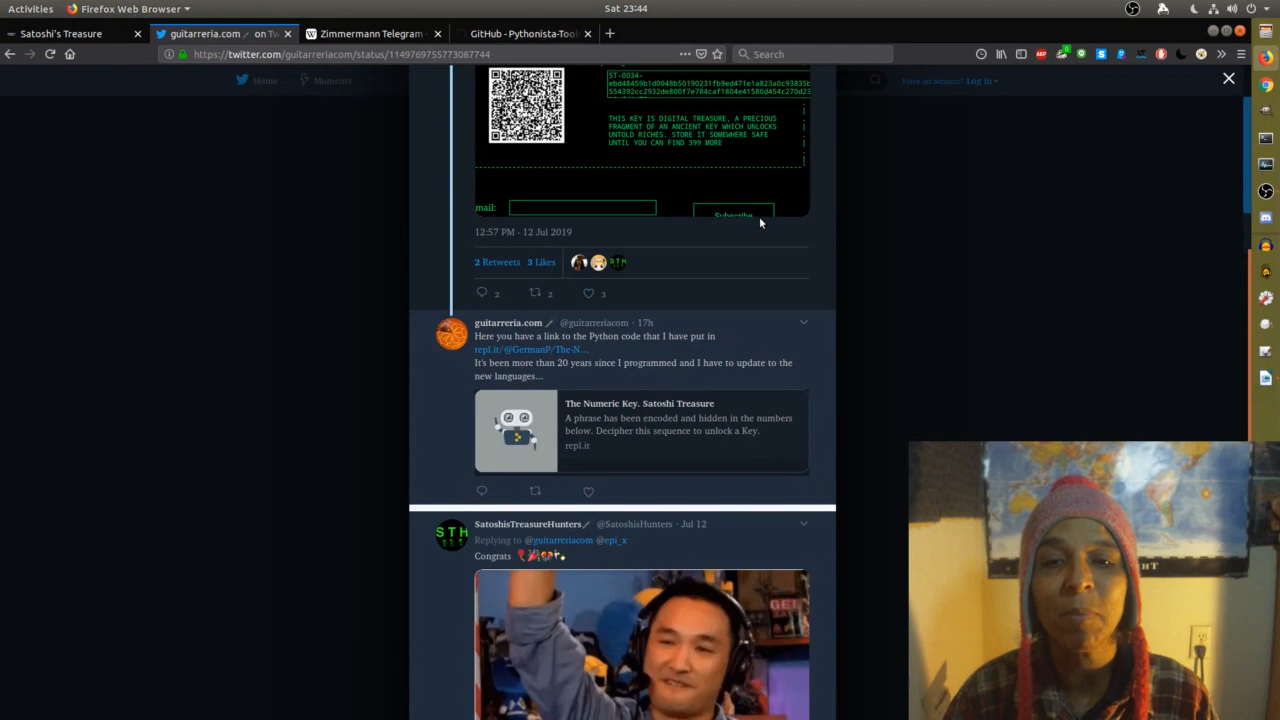 Activities
Firefox Web Browser
Sat 23:44
Satoshi's Treasure
guitarreria.com on Tw
Zimmermann Telegram -
GitHub - Pythonista-Tool
https://twitter.com/guitarreriacom/status/1149769755773087744
Search
Home
Moments
Have an account? Log in
ST-0034-
THIS KEY IS DIGITAL TREASURE, A PRECIOUS
FRAGMENT OF AN ANCIENT KEY WHICH UNLOCKS
UNTOLD RICHES. STORE IT SOMEWHERE SAFE
UNTIL YOU CAN FIND 399 MORE
mail:
Subscribe
12:57 PM - 12 Jul 2019
2 Retweets 3 Likes
STH
2 2 3
guitarreria.com @guitarreriacom · 17h
Here you have a link to the Python code that I have put in
repl.it/@GermanP/The-N...
It's been more than 20 years since I programmed and I have to update to the
new languages...
The Numeric Key. Satoshi Treasure
A phrase has been encoded and hidden in the numbers
below. Decipher this sequence to unlock a Key.
repl.it
SatoshisTreasureHunters @SatoshisHunters · Jul 12
STH
Replying to @guitarreriacom @epi_x
Congrats
GEE